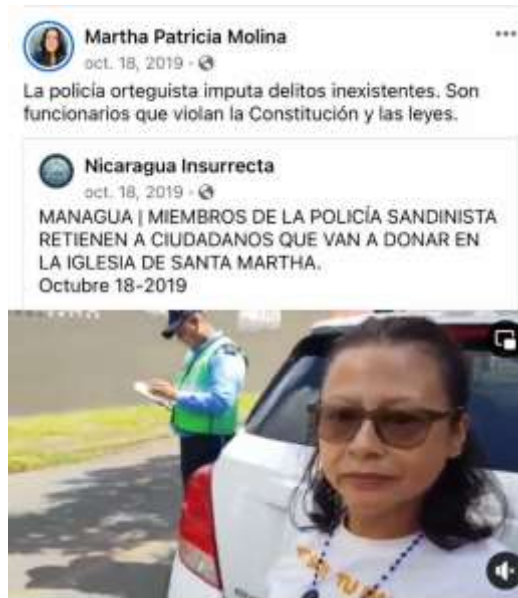 Martha Patricia Molina
oct. 18, 2019 ·
La policía orteguista imputa delitos inexistentes. Son
funcionarios que violan la Constitución y las leyes.
Nicaragua Insurrecta
oct. 18, 2019 ·
MANAGUA | MIEMBROS DE LA POLICÍA SANDINISTA
RETIENEN A CIUDADANOS QUE VAN A DONAR EN
LA IGLESIA DE SANTA MARTHA.
Octubre 18-2019
TU